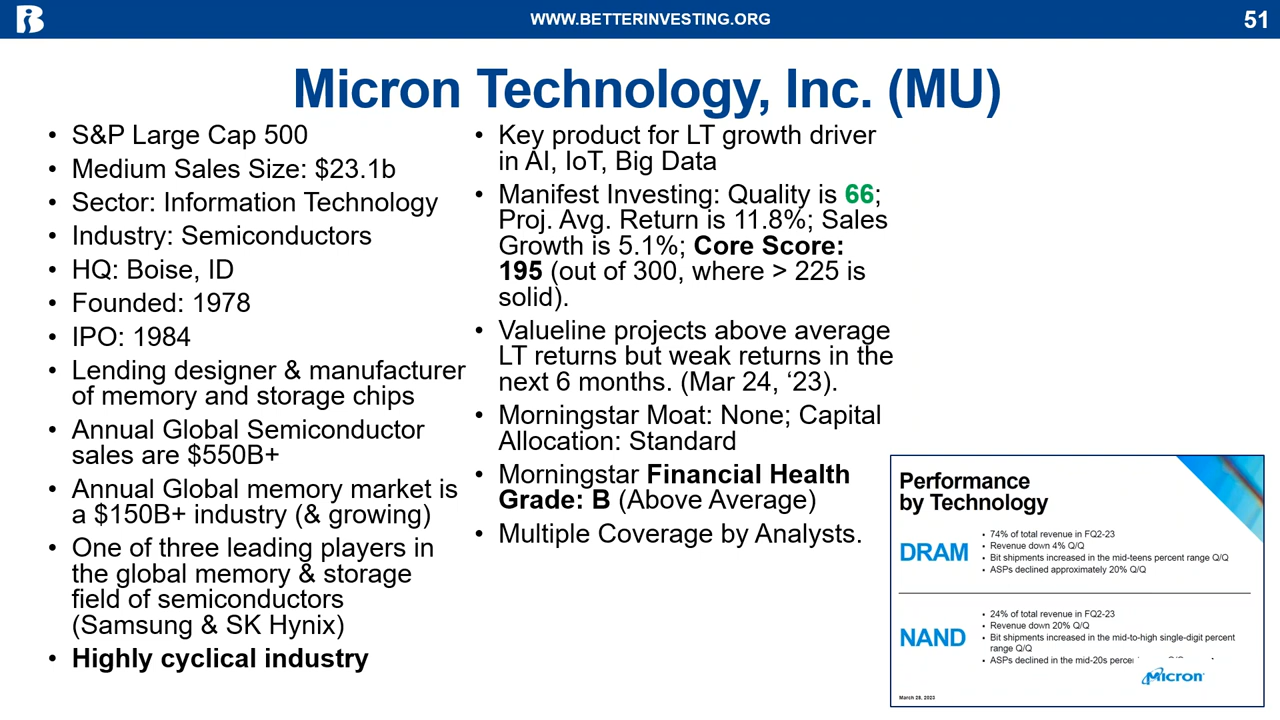 WWW.BETTERINVESTING.ORG
51
Micron Technology, Inc. (MU)
• S&P Large Cap 500
• Medium Sales Size: $23.1b
• Sector: Information Technology
• Industry: Semiconductors
• HQ: Boise, ID
• Founded: 1978
• IPO: 1984
• Lending designer & manufacturer
of memory and storage chips
• Annual Global Semiconductor
sales are $550B+
• Annual Global memory market is
a $150B+ industry (& growing)
• One of three leading players in
the global memory & storage
field of semiconductors
(Samsung & SK Hynix)
• Highly cyclical industry
• Key product for LT growth driver
in AI, IoT, Big Data
• Manifest Investing: Quality is 66;
Proj. Avg. Return is 11.8%; Sales
Growth is 5.1%; Core Score:
195 (out of 300, where > 225 is
solid).
• Valueline projects above average
LT returns but weak returns in the
next 6 months. (Mar 24, ‘23).
• Morningstar Moat: None; Capital
Allocation: Standard
• Morningstar Financial Health
Grade: B (Above Average)
• Multiple Coverage by Analysts.
Performance
by Technology
DRAM
• 74% of total revenue in FQ2-23
• Revenue down 4% Q/Q
• Bit shipments increased in the mid-teens percent range Q/Q
• ASPs declined approximately 20% Q/Q
NAND
• 24% of total revenue in FQ2-23
• Revenue down 20% Q/Q
• Bit shipments increased in the mid-to-high single-digit percent
range Q/Q
• ASPs declined in the mid-20s
Micron
March 28, 2023